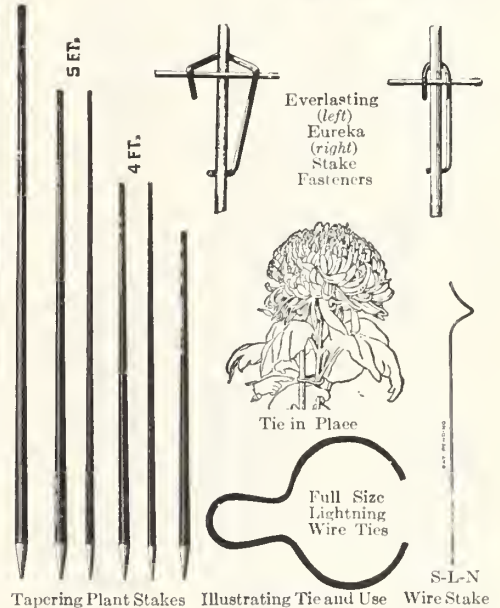 5 FT.
4 FT.
Everlasting
(left)
Eureka
(right)
Stake
Fasteners
Tie in Place
Full Size
Lightning
Wire Ties
S-L-N
Tapering Plant Stakes Illustrating Tie and Use Wire Stake